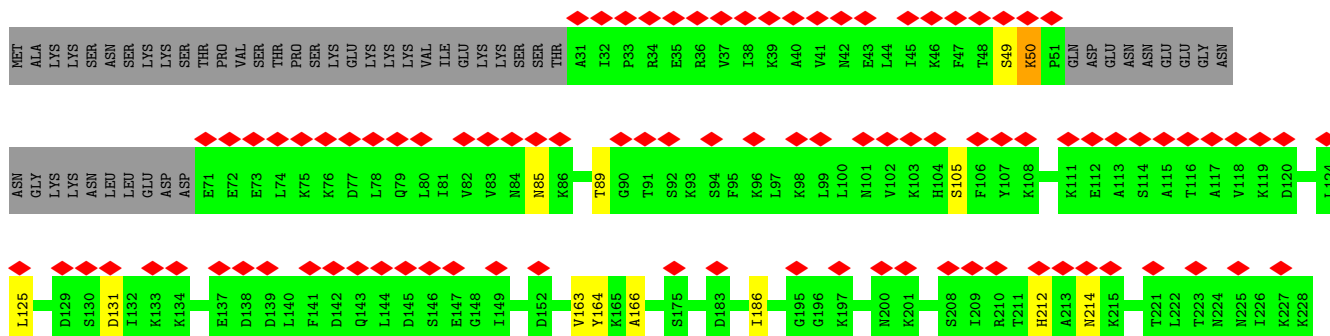 MET ALA LYS LYS SER ASN SER LYS LYS SER THR PRO VAL SER THR PRO SER LYS GLU LYS LYS LYS VAL ILE GLU LYS LYS SER SER THR A31 I32 P33 R34 E35 R36 V37 I38 K39 A40 V41 N42 E43 L44 I45 K46 F47 T48 S49 K50 P51 GLN ASP GLU ASN ASN GLU GLU GLY ASN
ASN GLY LYS LYS ASN LEU LEU GLU ASP ASP E71 E72 E73 L74 K75 K76 D77 L78 Q79 L80 I81 V82 V83 N84 N85 K86 T89 G90 T91 S92 K93 S94 F95 K96 L97 K98 L99 L100 N101 V102 K103 H104 S105 F106 Y107 K108 K111 E112 A113 S114 A115 T116 A117 V118 K119 D120 L124
L125 D129 S130 D131 I132 K133 K134 E137 D138 D139 L140 F141 D142 Q143 L144 D145 S146 E147 G148 I149 D152 V163 Y164 K165 A166 S175 D183 I186 G195 G196 K197 N200 K201 S208 I209 R210 T211 H212 A213 N214 K215 T221 L222 T223 N224 N225 I226 K227 K228